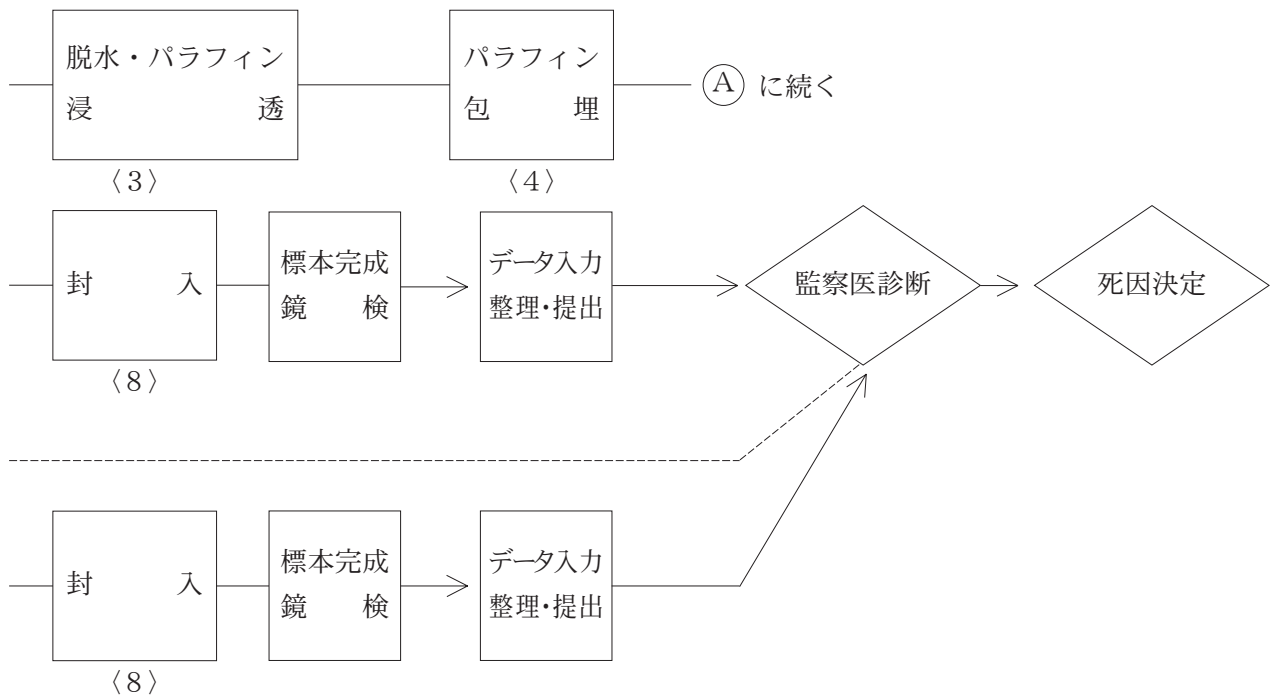 脱水・パラフィン
浸透
〈3〉
パラフィン
包埋
〈4〉
Ⓐ に続く
封入
〈8〉
標本完成
鏡検
データ入力
整理・提出
監察医診断
死因決定
封入
〈8〉
標本完成
鏡検
データ入力
整理・提出